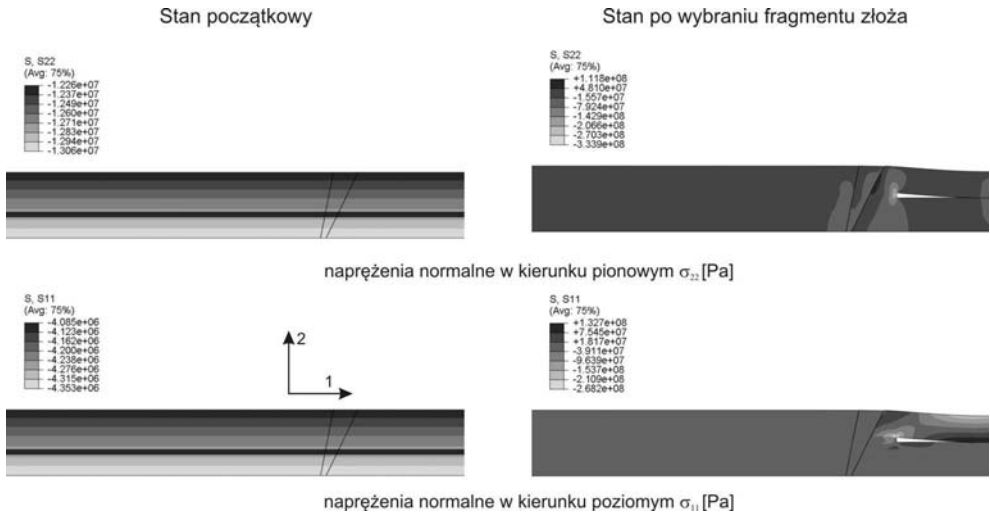 Stan początkowy
Stan po wybraniu fragmentu złoża
S, S22
(Avg: 75%)
-1.226e+07
-1.237e+07
-1.249e+07
-1.260e+07
-1.271e+07
-1.283e+07
-1.294e+07
-1.306e+07
S, S22
(Avg: 75%)
+1.118e+08
+4.810e+07
-1.557e+07
-7.924e+07
-1.429e+08
-2.066e+08
-2.703e+08
-3.339e+08
naprężenia normalne w kierunku pionowym σ₂₂ [Pa]
S, S11
(Avg: 75%)
-4.085e+06
-4.123e+06
-4.162e+06
-4.200e+06
-4.238e+06
-4.276e+06
-4.315e+06
-4.353e+06
2
1
S, S11
(Avg: 75%)
+1.327e+08
+7.545e+07
+1.817e+07
-3.911e+07
-9.639e+07
-1.537e+08
-2.109e+08
-2.682e+08
naprężenia normalne w kierunku poziomym σ₁₁ [Pa]